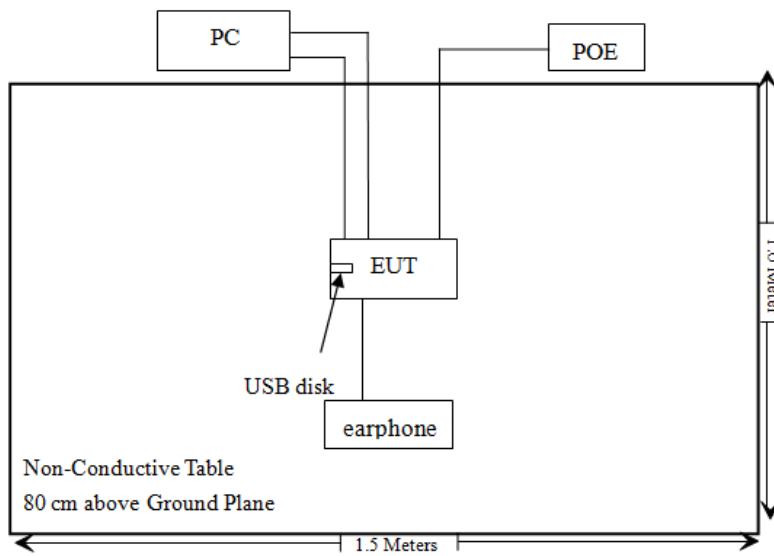 PC
POE
EUT
USB disk
earphone
Non-Conductive Table
80 cm above Ground Plane
1.5 Meters